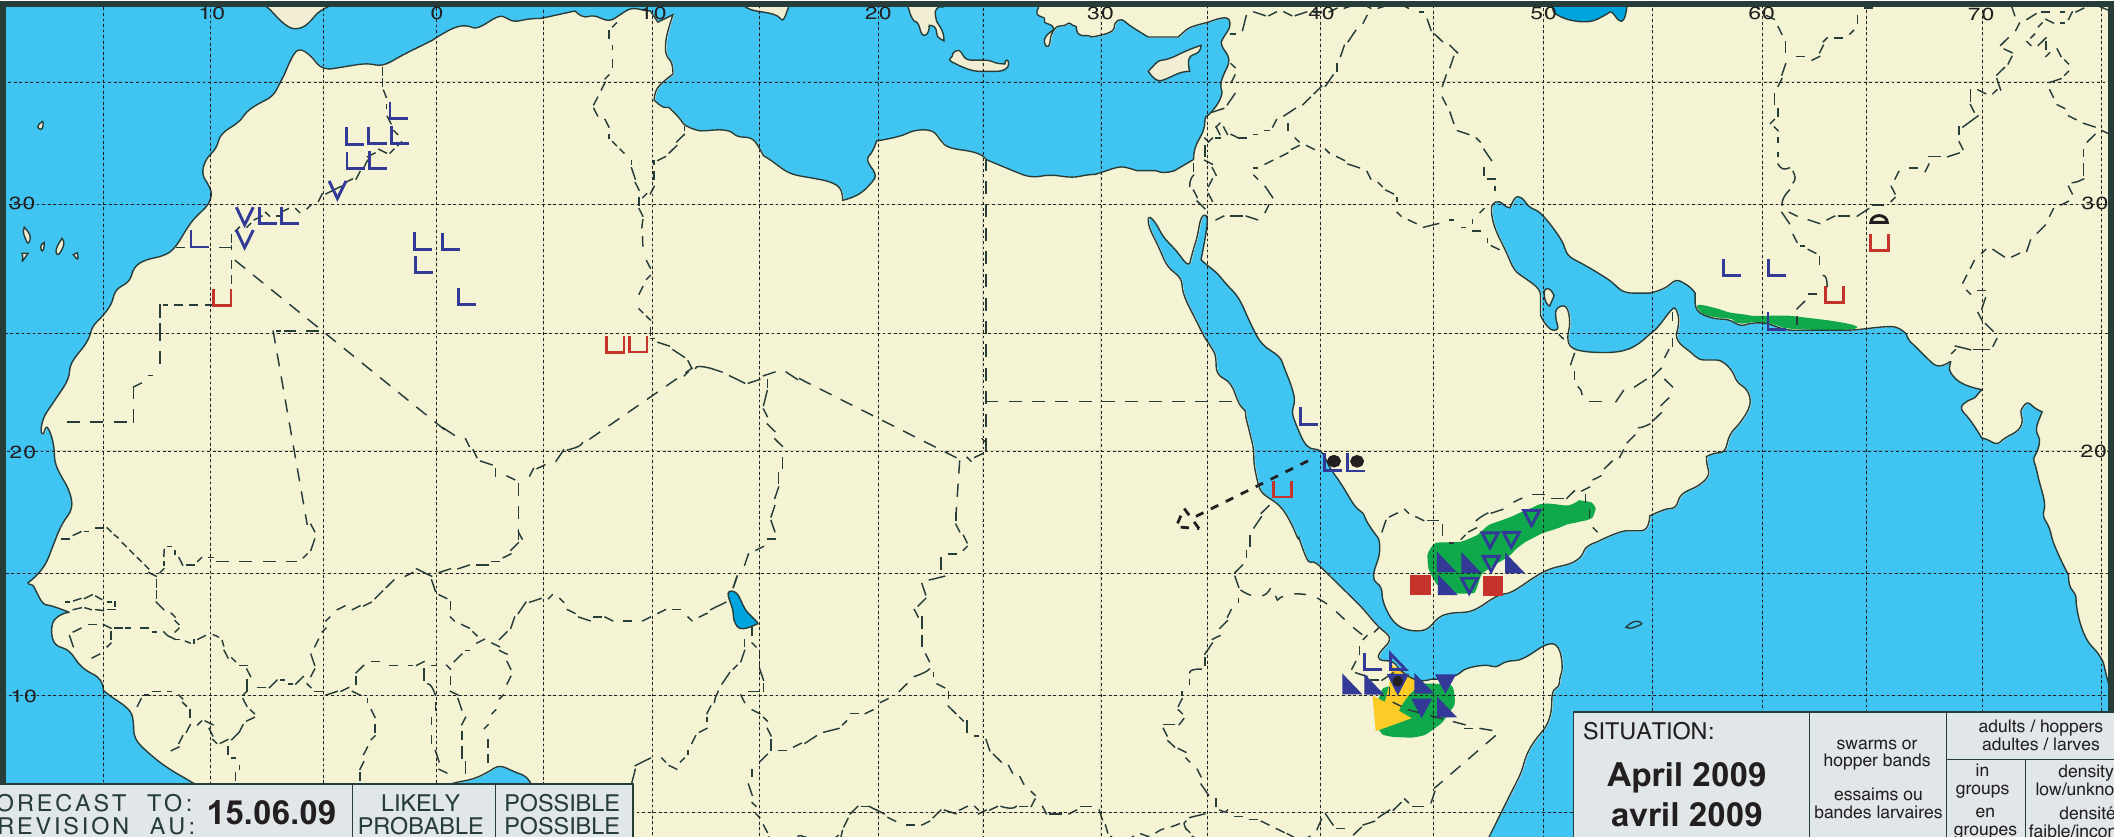 10 0 10 20 30 40 50 60 70
30 30
20 20
10
SITUATION:
April 2009
avril 2009
swarms or
hopper bands
essaims ou
bandes larvaires
adults / hoppers
adultes / larves
in
groups
en
groupes
density
low/unkno
densité
faible/incon
ORECAST TO:
REVISION AU:
15.06.09
LIKELY
PROBABLE
POSSIBLE
POSSIBLE